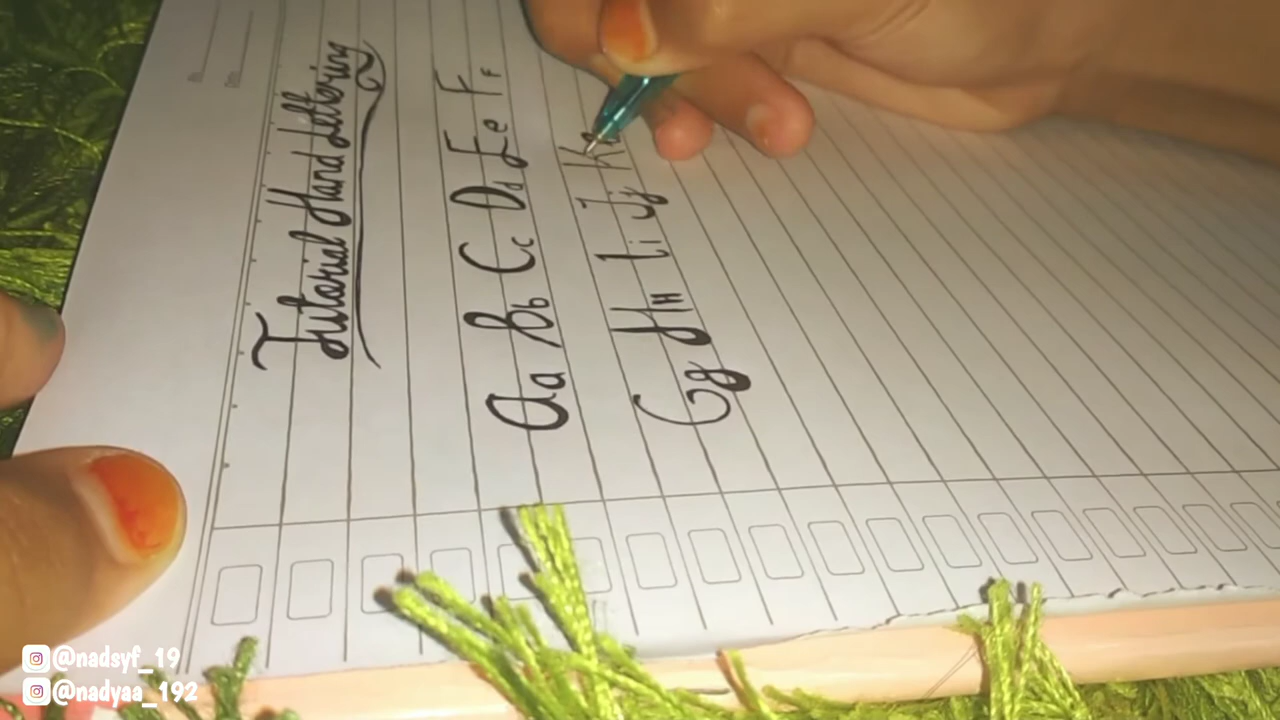 Tutorial Hand Lettering
Aa Bb Cc Dd Ee FF
Gg HH Ii Jj K
@nadsyf_19
@nadyaa_192